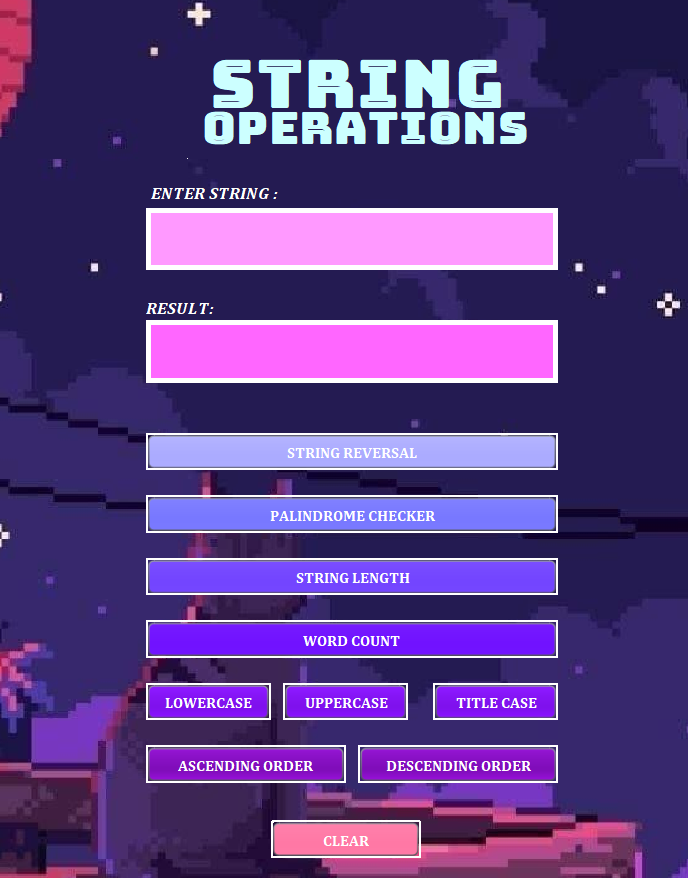 STRING
OPERATIONS
ENTER STRING :
RESULT:
STRING REVERSAL
PALINDROME CHECKER
STRING LENGTH
WORD COUNT
LOWERCASE UPPERCASE TITLE CASE
ASCENDING ORDER DESCENDING ORDER
CLEAR